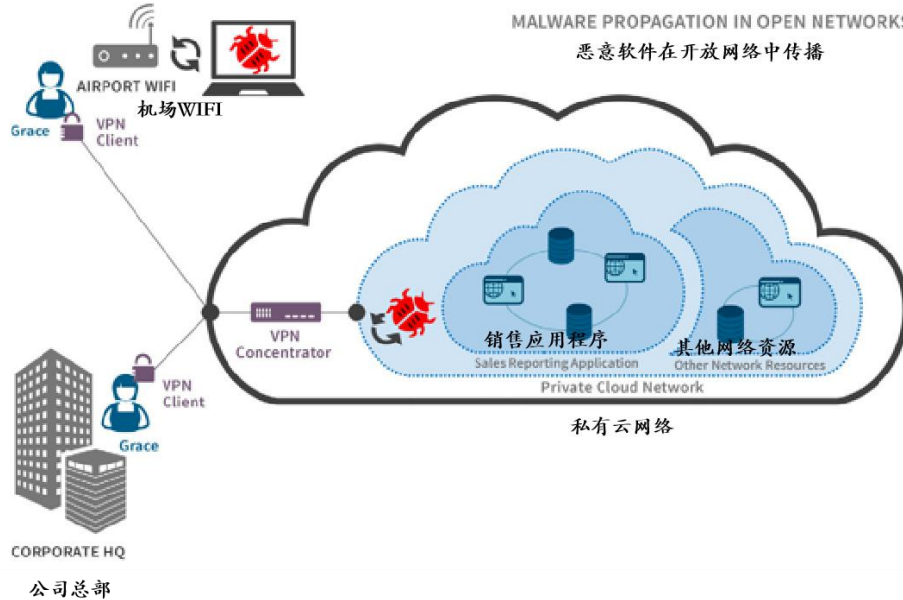 MALWARE PROPAGATION IN OPEN NETWORKS
恶意软件在开放网络中传播
AIRPORT WIFI
机场WIFI
Grace
VPN
Client
VPN
Concentrator
销售应用程序
Sales Reporting Application
其他网络资源
Other Network Resources
Private Cloud Network
私有云网络
VPN
Client
Grace
CORPORATE HQ
公司总部